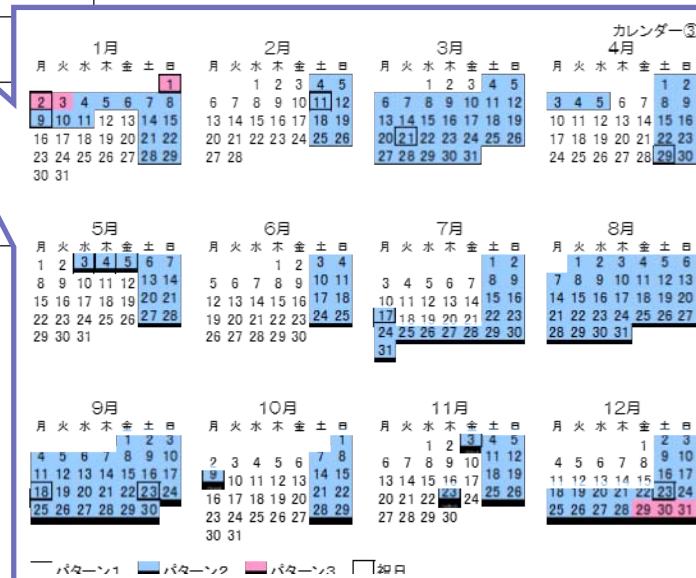 カレンダー③
1月 2月 3月 4月
月 火 水 木 金 土 日 月 火 水 木 金 土 日 月 火 水 木 金 土 日 月 火 水 木 金 土 日
1 1 2 3 4 5 1 2 3 4 5 1 2
2 3 4 5 6 7 8 6 7 8 9 10 11 12 6 7 8 9 10 11 12 3 4 5 6 7 8 9
9 10 11 12 13 14 15 13 14 15 16 17 18 19 13 14 15 16 17 18 19 10 11 12 13 14 15 16
16 17 18 19 20 21 22 20 21 22 23 24 25 26 20 21 22 23 24 25 26 17 18 19 20 21 22 23
23 24 25 26 27 28 29 27 28 27 28 29 30 31 24 25 26 27 28 29 30
30 31
5月 6月 7月 8月
月 火 水 木 金 土 日 月 火 水 木 金 土 日 月 火 水 木 金 土 日 月 火 水 木 金 土 日
1 2 3 4 5 6 7 1 2 3 4 1 2 1 2 3 4 5 6
8 9 10 11 12 13 14 5 6 7 8 9 10 11 3 4 5 6 7 8 9 7 8 9 10 11 12 13
15 16 17 18 19 20 21 12 13 14 15 16 17 18 10 11 12 13 14 15 16 14 15 16 17 18 19 20
22 23 24 25 26 27 28 19 20 21 22 23 24 25 17 18 19 20 21 22 23 21 22 23 24 25 26 27
29 30 31 26 27 28 29 30 24 25 26 27 28 29 30 28 29 30 31
31
9月 10月 11月 12月
月 火 水 木 金 土 日 月 火 水 木 金 土 日 月 火 水 木 金 土 日 月 火 水 木 金 土 日
1 2 3 1 1 2 3 4 5 1 2 3
4 5 6 7 8 9 10 2 3 4 5 6 7 8 6 7 8 9 10 11 12 4 5 6 7 8 9 10
11 12 13 14 15 16 17 9 10 11 12 13 14 15 13 14 15 16 17 18 19 11 12 13 14 15 16 17
18 19 20 21 22 23 24 16 17 18 19 20 21 22 20 21 22 23 24 25 26 18 19 20 21 22 23 24
25 26 27 28 29 30 23 24 25 26 27 28 29 27 28 29 30 25 26 27 28 29 30 31
30 31
パターン1 パターン2 パターン3 祝日